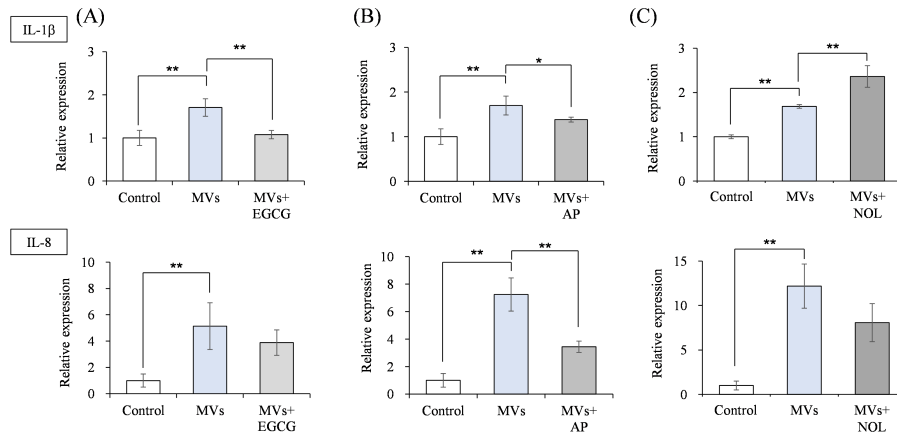 (A) (B) (C)
IL-1β
Relative expression
3
2
1
0
**
**
Control MVs MVs+
EGCG
Relative expression
3
2
1
0
**
*
Control MVs MVs+
AP
Relative expression
3
2
1
0
**
**
Control MVs MVs+
NOL
IL-8
Relative expression
10
8
6
4
2
0
**
Control MVs MVs+
EGCG
Relative expression
10
8
6
4
2
0
**
**
Control MVs MVs+
AP
Relative expression
15
10
5
0
**
Control MVs MVs+
NOL